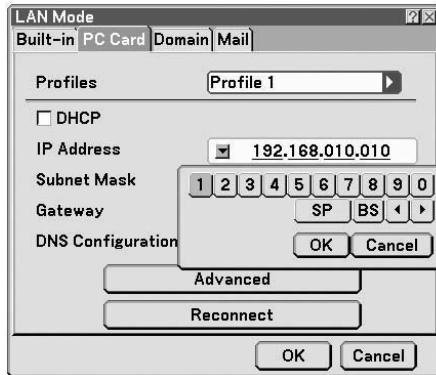 LAN Mode
Built-in PC Card Domain Mail
Profiles Profile 1
DHCP
IP Address 192.168.010.010
Subnet Mask 1 2 3 4 5 6 7 8 9 0
Gateway SP BS
DNS Configuration OK Cancel
Advanced
Reconnect
OK Cancel